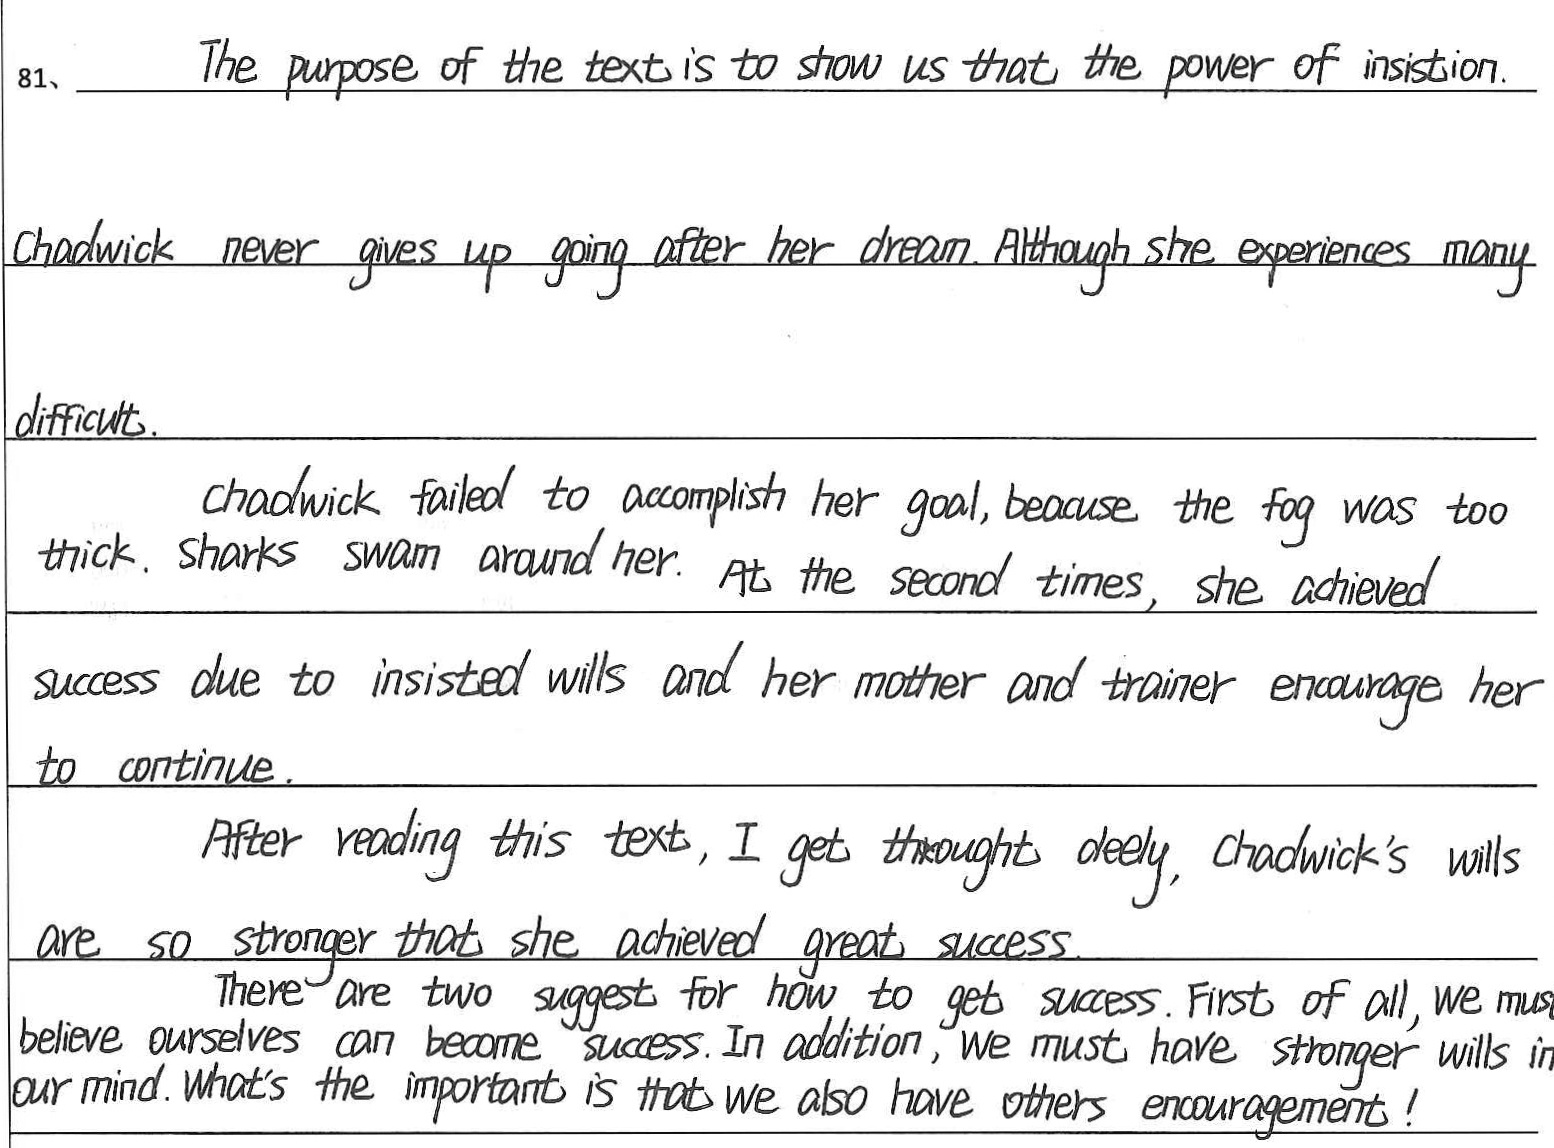 81、 The purpose of the text is to show us that the power of insistion.
Chadwick never gives up going after her dream. Although she experiences many
difficult.
Chadwick failed to accomplish her goal, beacuse the fog was too
thick. Sharks swam around her. At the second times, she achieved
success due to insisted wills and her mother and trainer encourage her
to continue.
After reading this text, I get thought deely, Chadwick's wills
are so stronger that she achieved great success.
There are two suggest for how to get success. First of all, we must
believe ourselves can become success. In addition, we must have stronger wills in
our mind. What's the important is that we also have others encouragement!